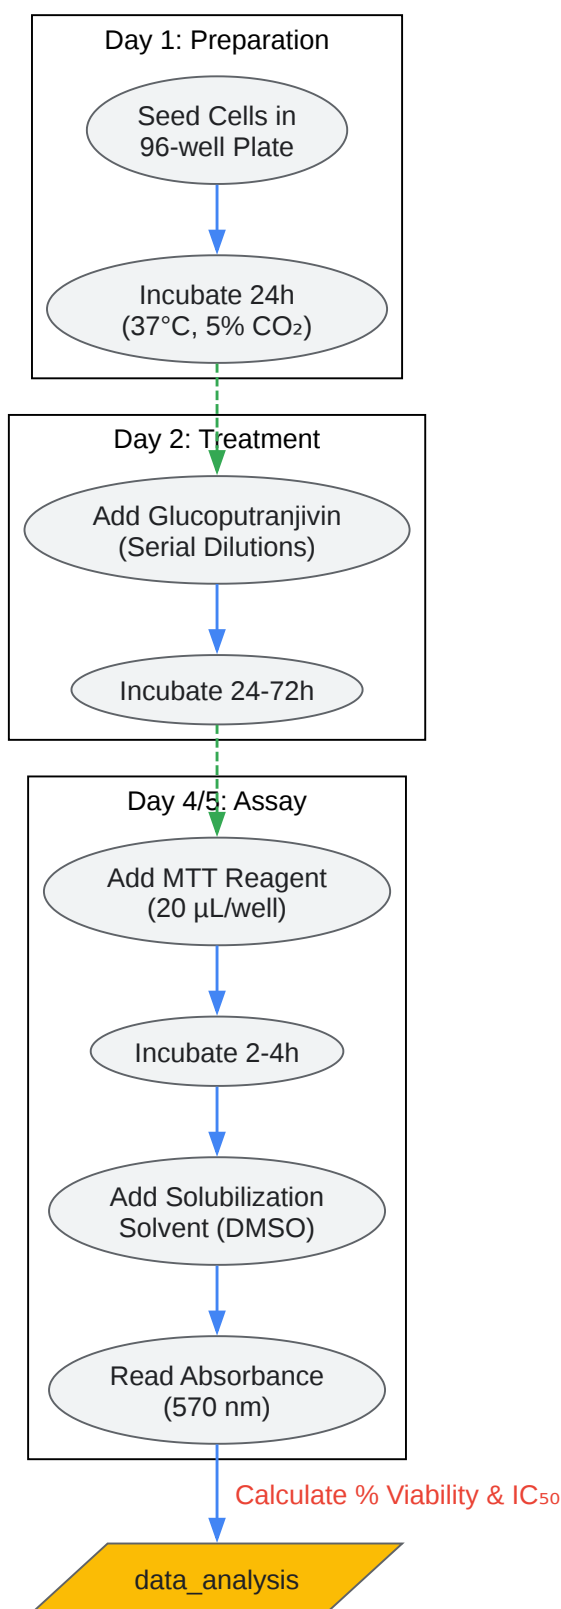 Day 1: Preparation
Seed Cells in
96-well Plate
Incubate 24h
(37°C, 5% CO₂)
Day 2: Treatment
Add Glucoputranjivin
(Serial Dilutions)
Incubate 24-72h
Day 4/5: Assay
Add MTT Reagent
(20 µL/well)
Incubate 2-4h
Add Solubilization
Solvent (DMSO)
Read Absorbance
(570 nm)
Calculate % Viability & IC₅₀
data_analysis